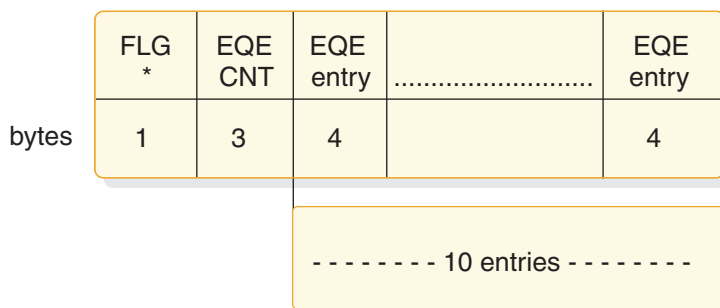 FLG EQE EQE EQE
* CNT entry .......................... entry
bytes 1 3 4 4
- - - - - - - - 10 entries - - - - - - - -